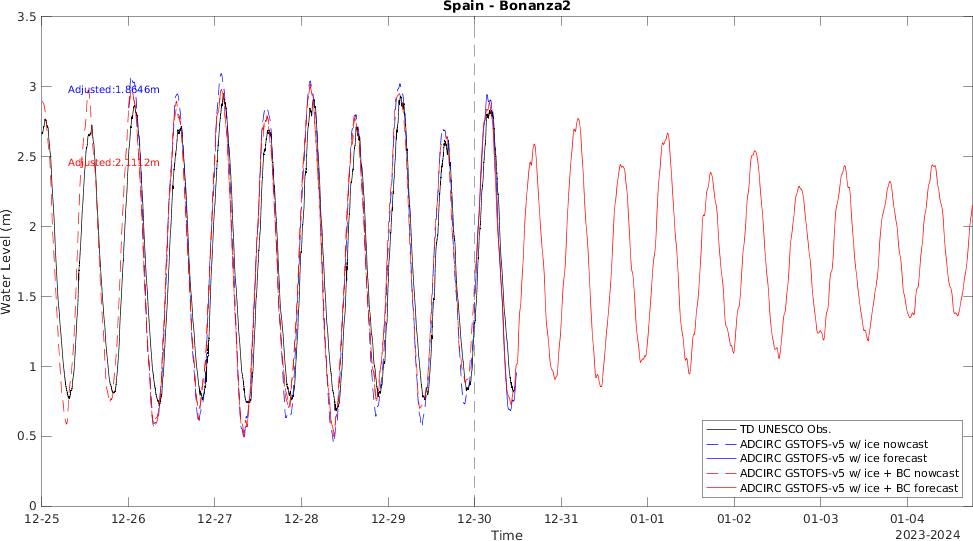 Spain - Bonanza2
3.5
3
2.5
2
1.5
1
0.5
0
Water Level (m)
Adjusted:1.8646m
Adjusted:2.1112m
TD UNESCO Obs.
ADCIRC GSTOFS-v5 w/ ice nowcast
ADCIRC GSTOFS-v5 w/ ice forecast
ADCIRC GSTOFS-v5 w/ ice + BC nowcast
ADCIRC GSTOFS-v5 w/ ice + BC forecast
12-25 12-26 12-27 12-28 12-29 12-30 12-31 01-01 01-02 01-03 01-04
Time
2023-2024